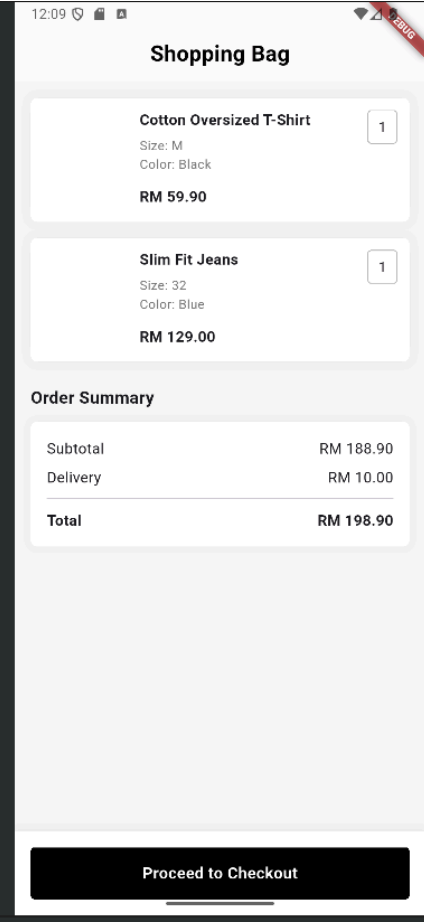 12:09
DEBUG
Shopping Bag
Cotton Oversized T-Shirt
1
Size: M
Color: Black
RM 59.90
Slim Fit Jeans
1
Size: 32
Color: Blue
RM 129.00
Order Summary
Subtotal RM 188.90
Delivery RM 10.00
Total RM 198.90
Proceed to Checkout